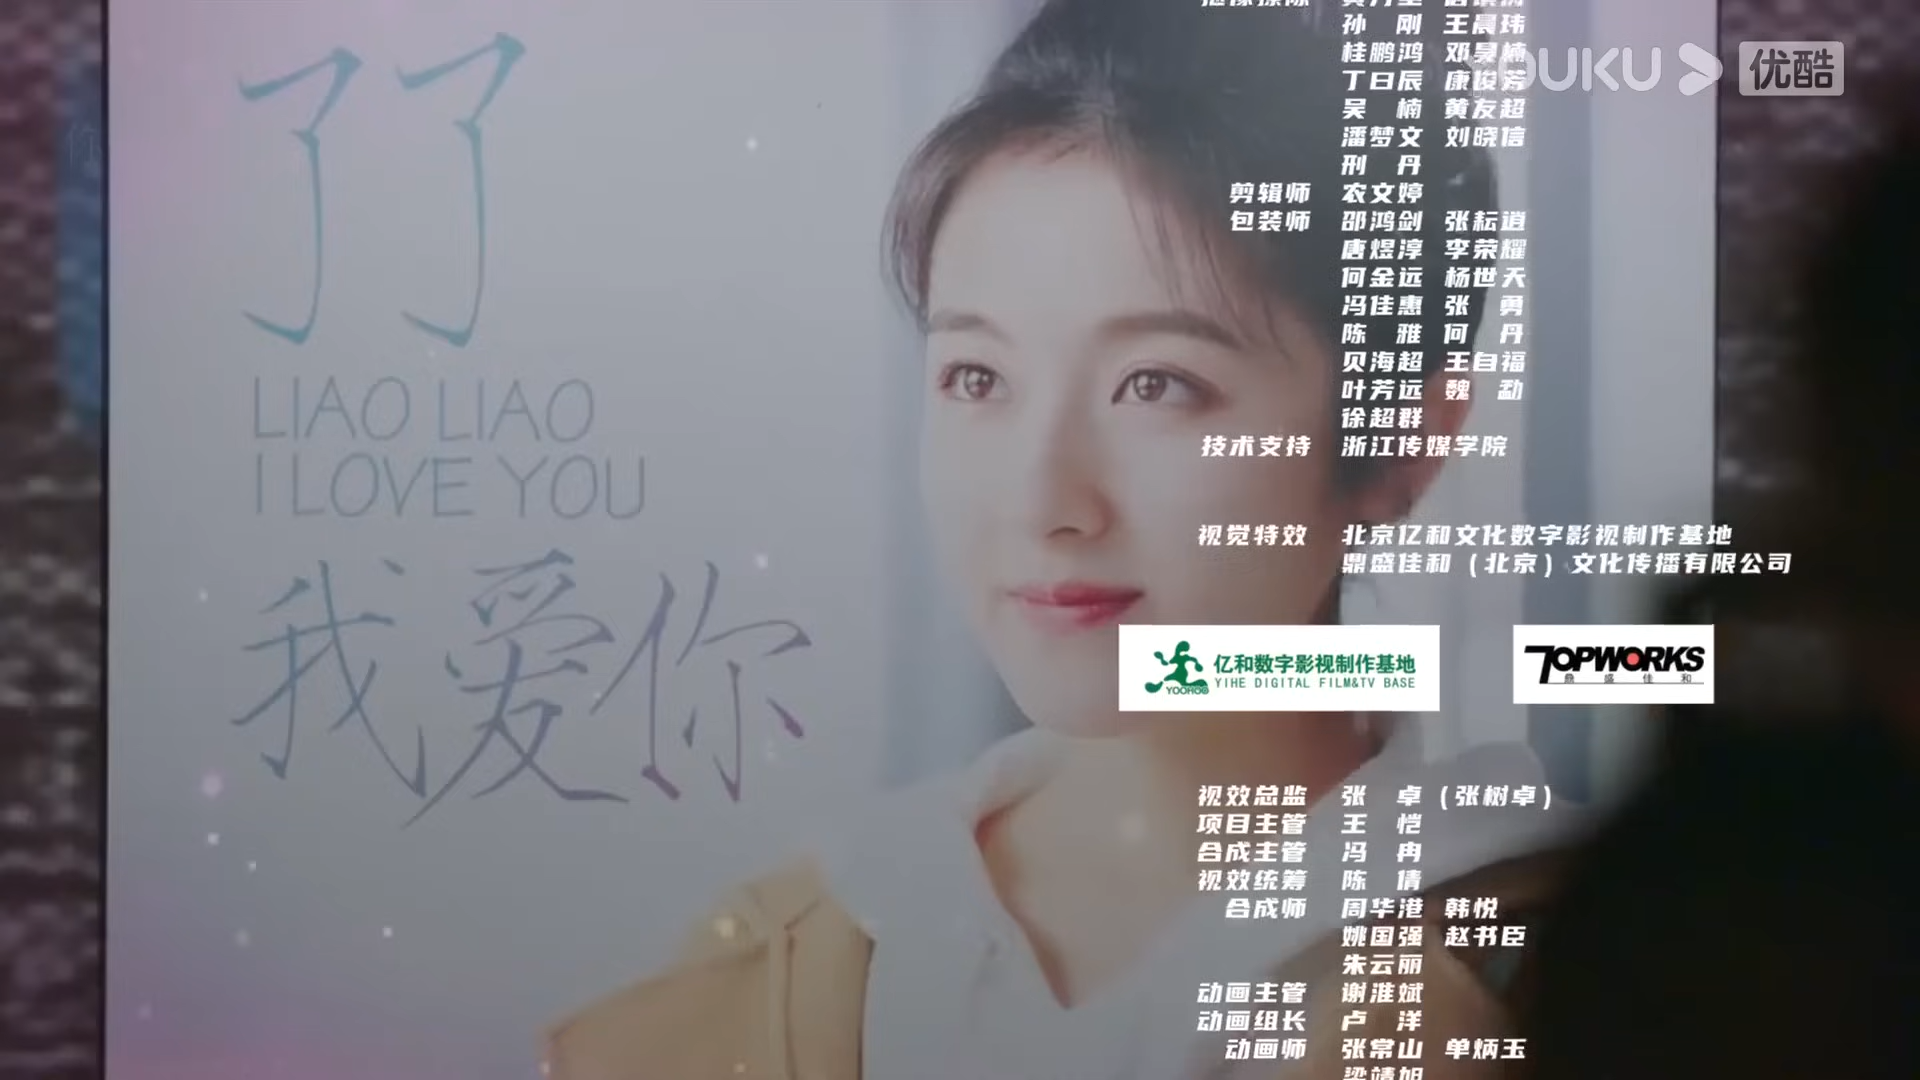 孙 刚 王晨玮
桂鹏鸿 邓昊楠
丁日辰 康俊芳
吴 楠 黄友超
潘梦文 刘晓信
刑 丹
剪辑师 农文婷
包装师 邵鸿剑 张耘逍
唐煜淳 李荣耀
何金远 杨世天
冯佳惠 张 勇
陈 雅 何 丹
贝海超 王自福
叶芳远 魏 勐
徐超群
技术支持 浙江传媒学院
YOUKU 优酷
了了
LIAO LIAO
I LOVE YOU
我爱你
视觉特效 北京亿和文化数字影视制作基地
鼎盛佳和（北京）文化传播有限公司
亿和数字影视制作基地
YOOHOO YIHE DIGITAL FILM&TV BASE
TOPWORKS
鼎盛佳和
视效总监 张 卓（张树卓）
项目主管 王 恺
合成主管 冯 冉
视效统筹 陈 倩
合成师 周华港 韩悦
姚国强 赵书臣
朱云丽
动画主管 谢淮斌
动画组长 卢 洋
动画师 张常山 单炳玉